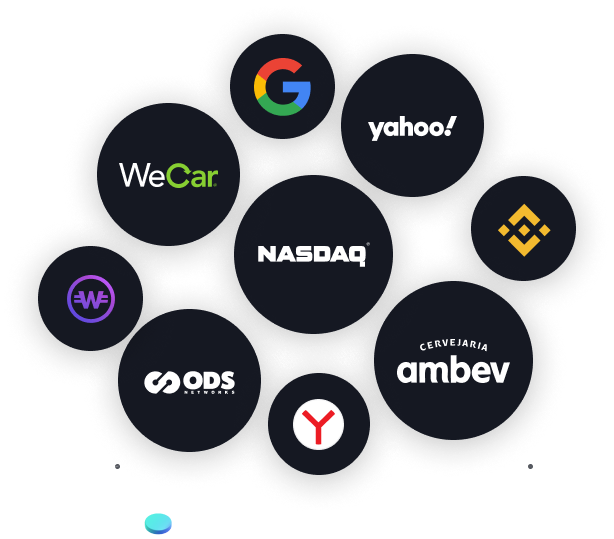 yahoo!
WeCar
NASDAQ
W
CERVEJARIA
ambev
ODS
NETWORKS